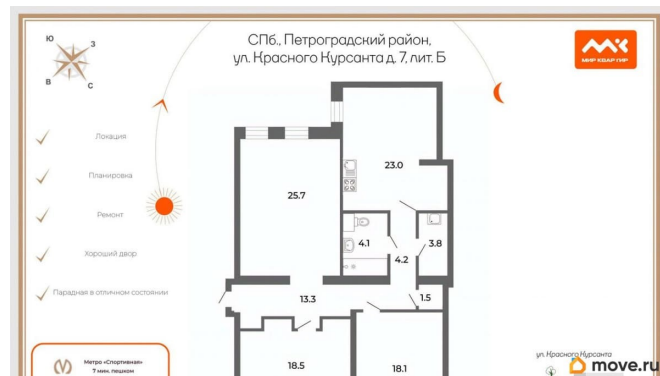 Ю
З
В
С
СПб., Петроградский район,
ул. Красного Курсанта д. 7, лит. Б
МИР КВАРТИР
Локация
Планировка
Ремонт
Хороший двор
Парадная в отличном состоянии
25.7
23.0
4.1
4.2
3.8
13.3
1.5
18.5
18.1
Метро «Спортивная»
7 мин. пешком
ул. Красного Курсанта
move.ru